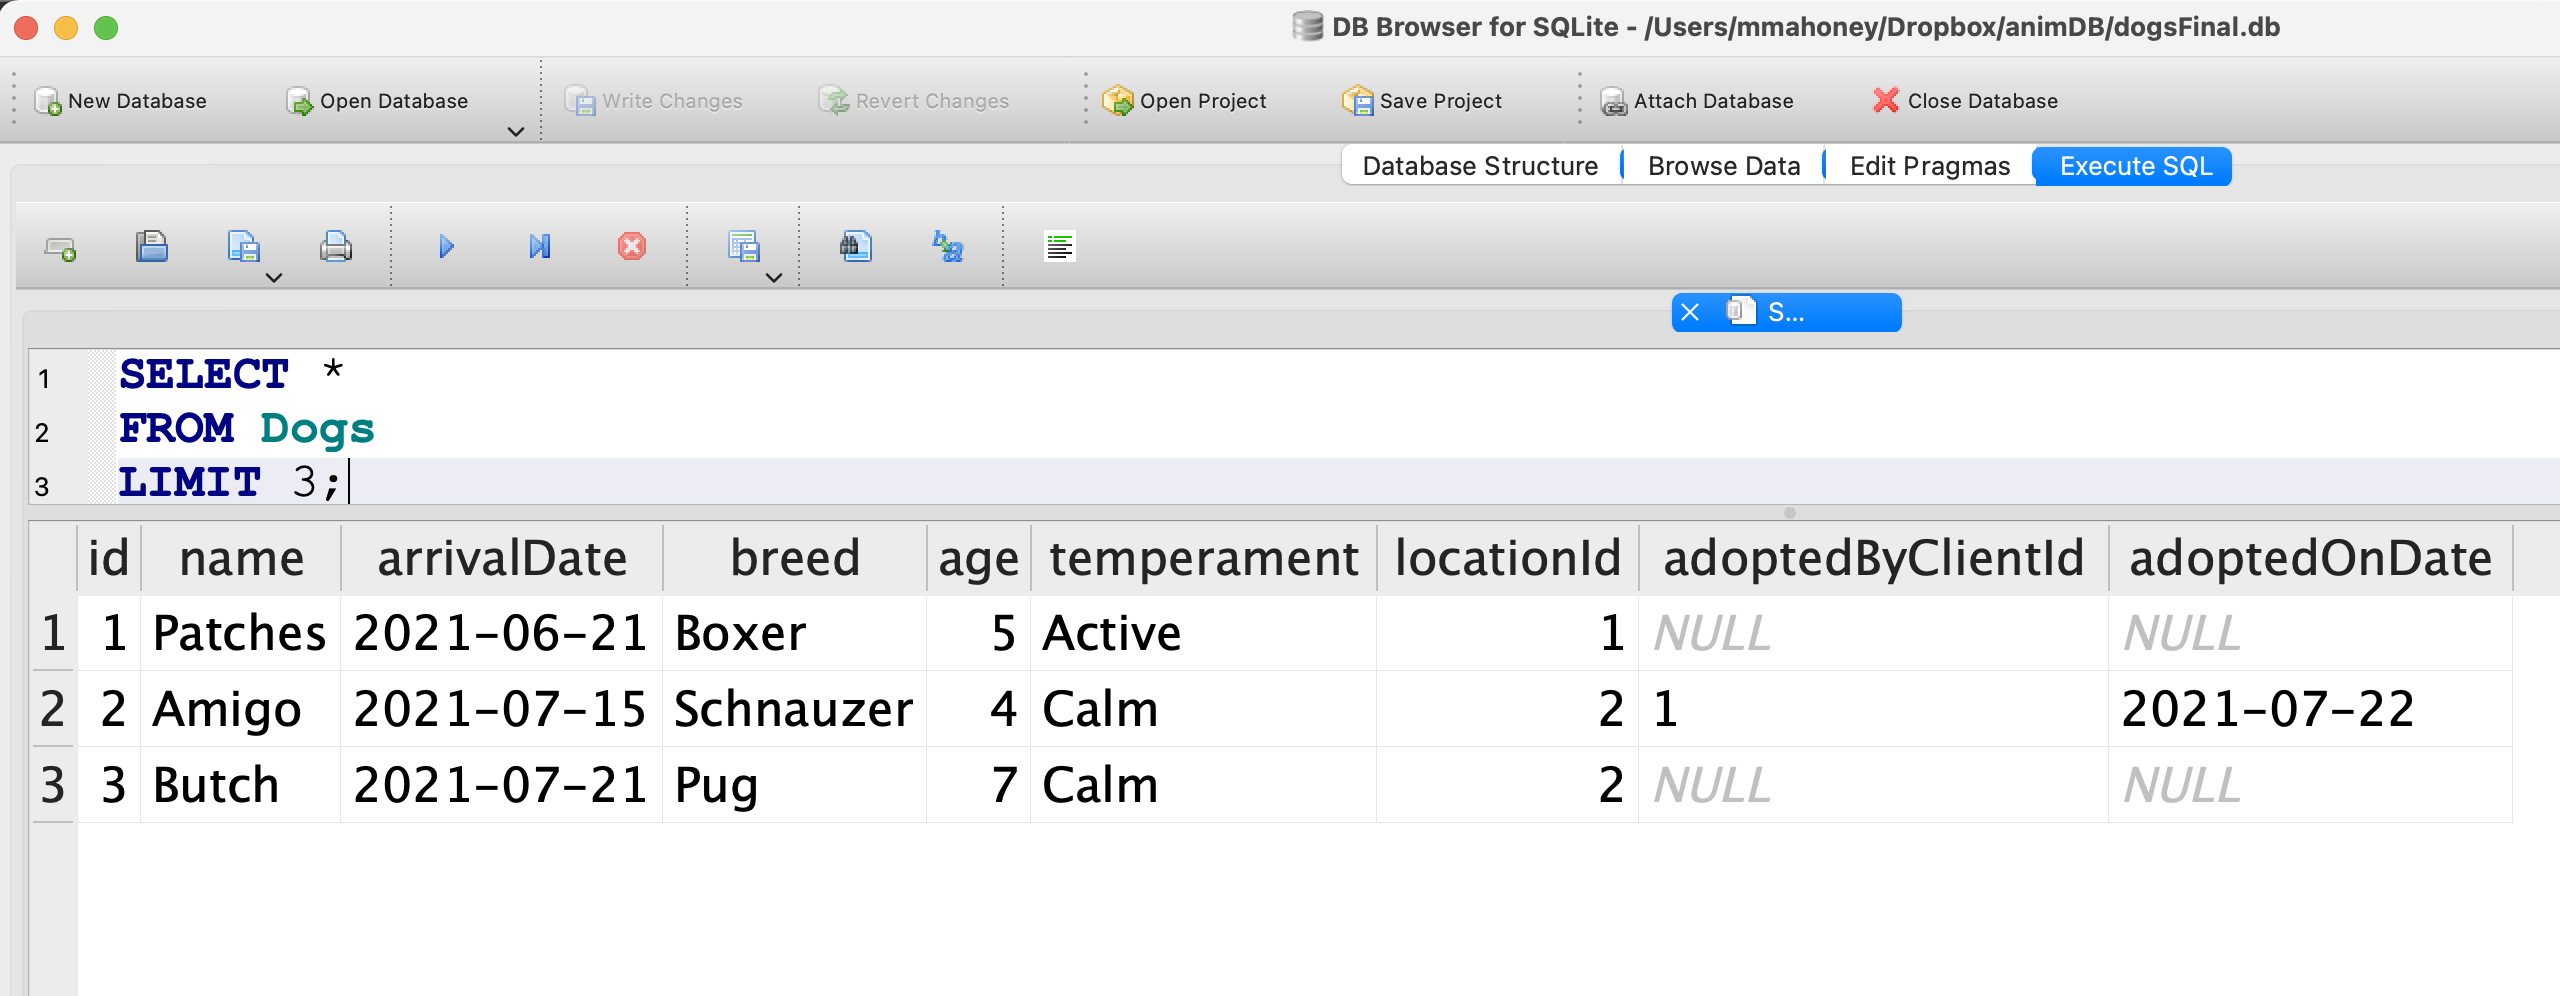 DB Browser for SQLite - /Users/mmahoney/Dropbox/animDB/dogsFinal.db
New Database Open Database Write Changes Revert Changes Open Project Save Project Attach Database Close Database
Database Structure Browse Data Edit Pragmas Execute SQL
S...
1 SELECT *
2 FROM Dogs
3 LIMIT 3;
id name arrivalDate breed age temperament locationId adoptedByClientId adoptedOnDate
1 1 Patches 2021-06-21 Boxer 5 Active 1 NULL NULL
2 2 Amigo 2021-07-15 Schnauzer 4 Calm 2 1 2021-07-22
3 3 Butch 2021-07-21 Pug 7 Calm 2 NULL NULL